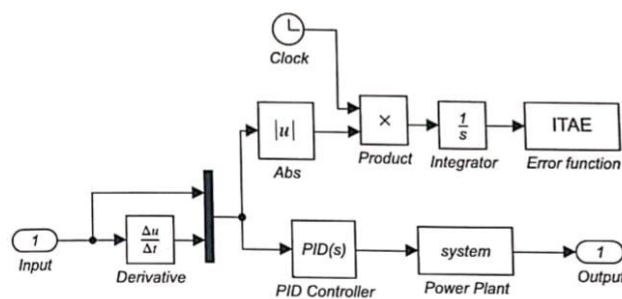 Clock
|u|
Abs
×
Product
1
s
Integrator
ITAE
Error function
1
Input
Δu
Δt
Derivative
PID(s)
PID Controller
system
Power Plant
1
Output